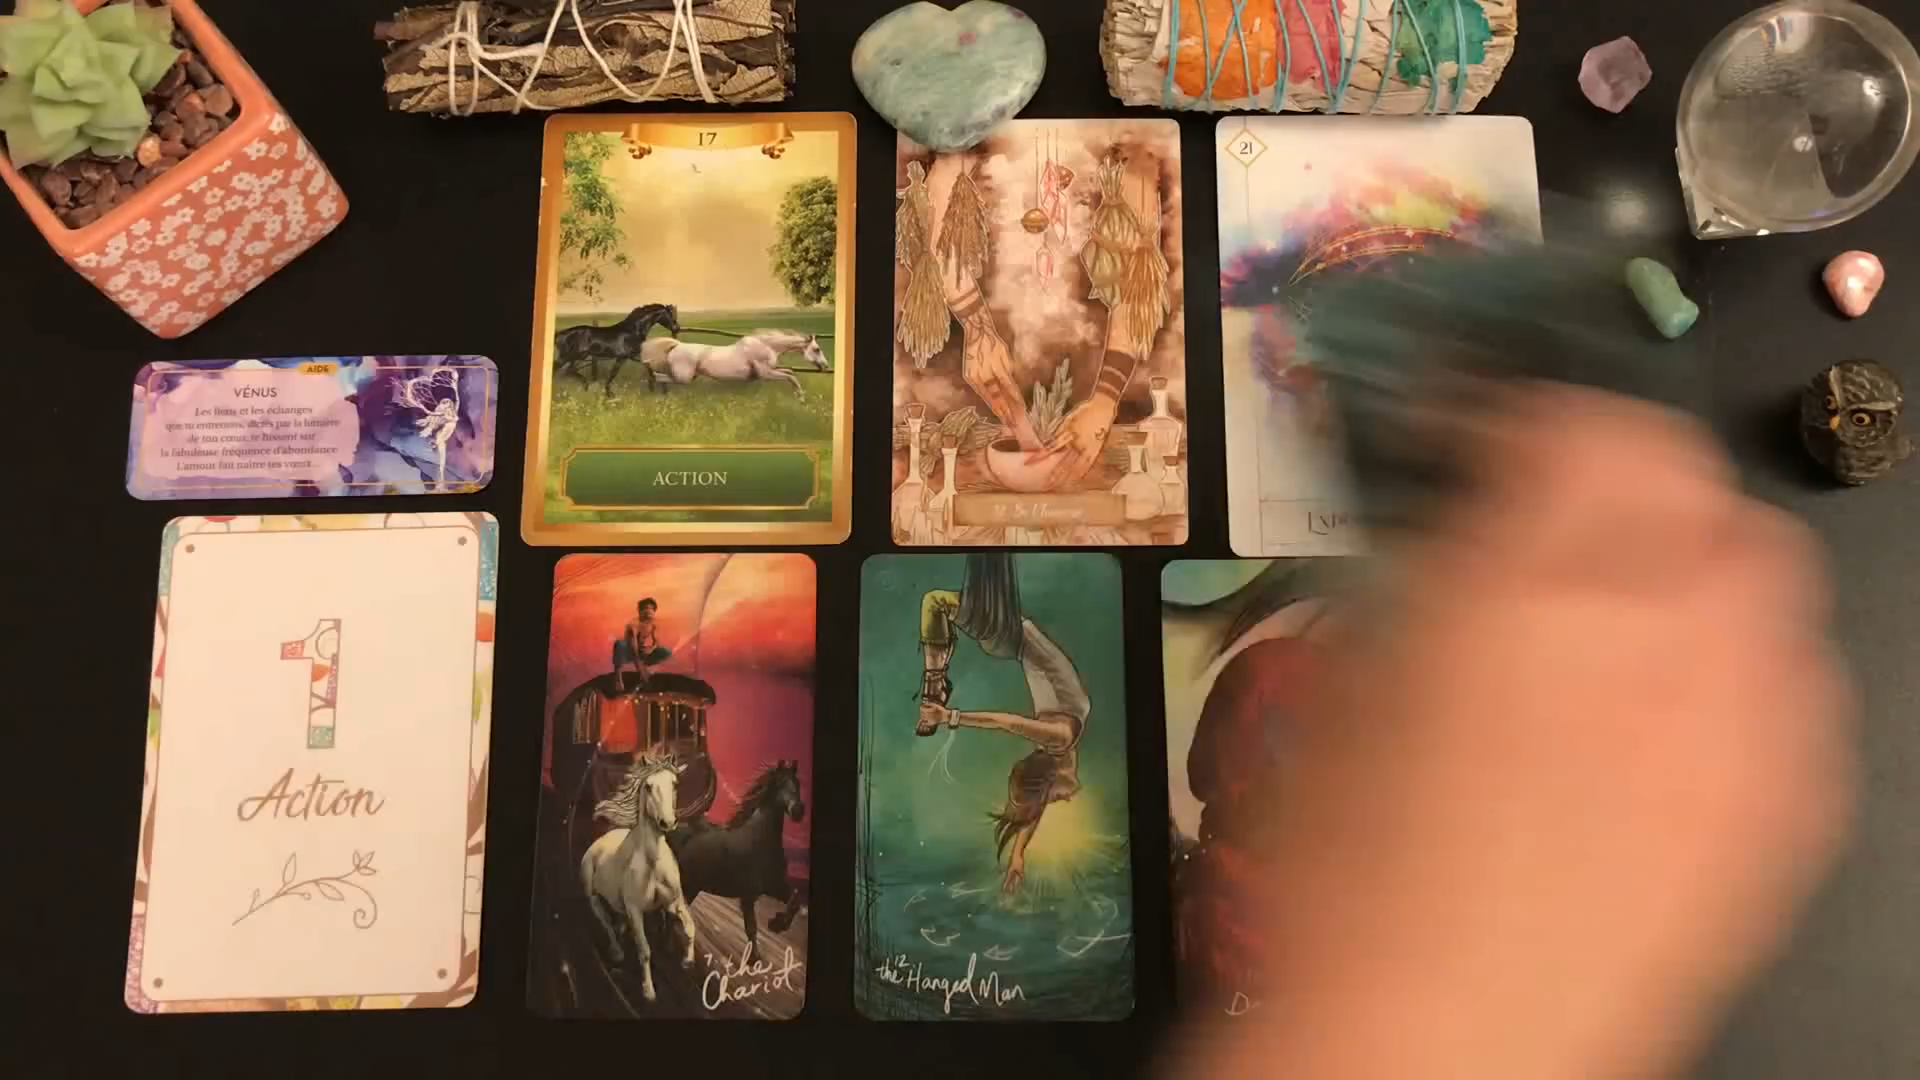 17
ACTION
21
AIDE
VÉNUS
Les liens et les échanges
que tu entretiens, dictés par la lumière
de ton cœur, te hissent sur
la fabuleuse fréquence d'abondance
L'amour fait naître tes vœux...
1
Action
7. the
Chariot
12
the Hanged Man